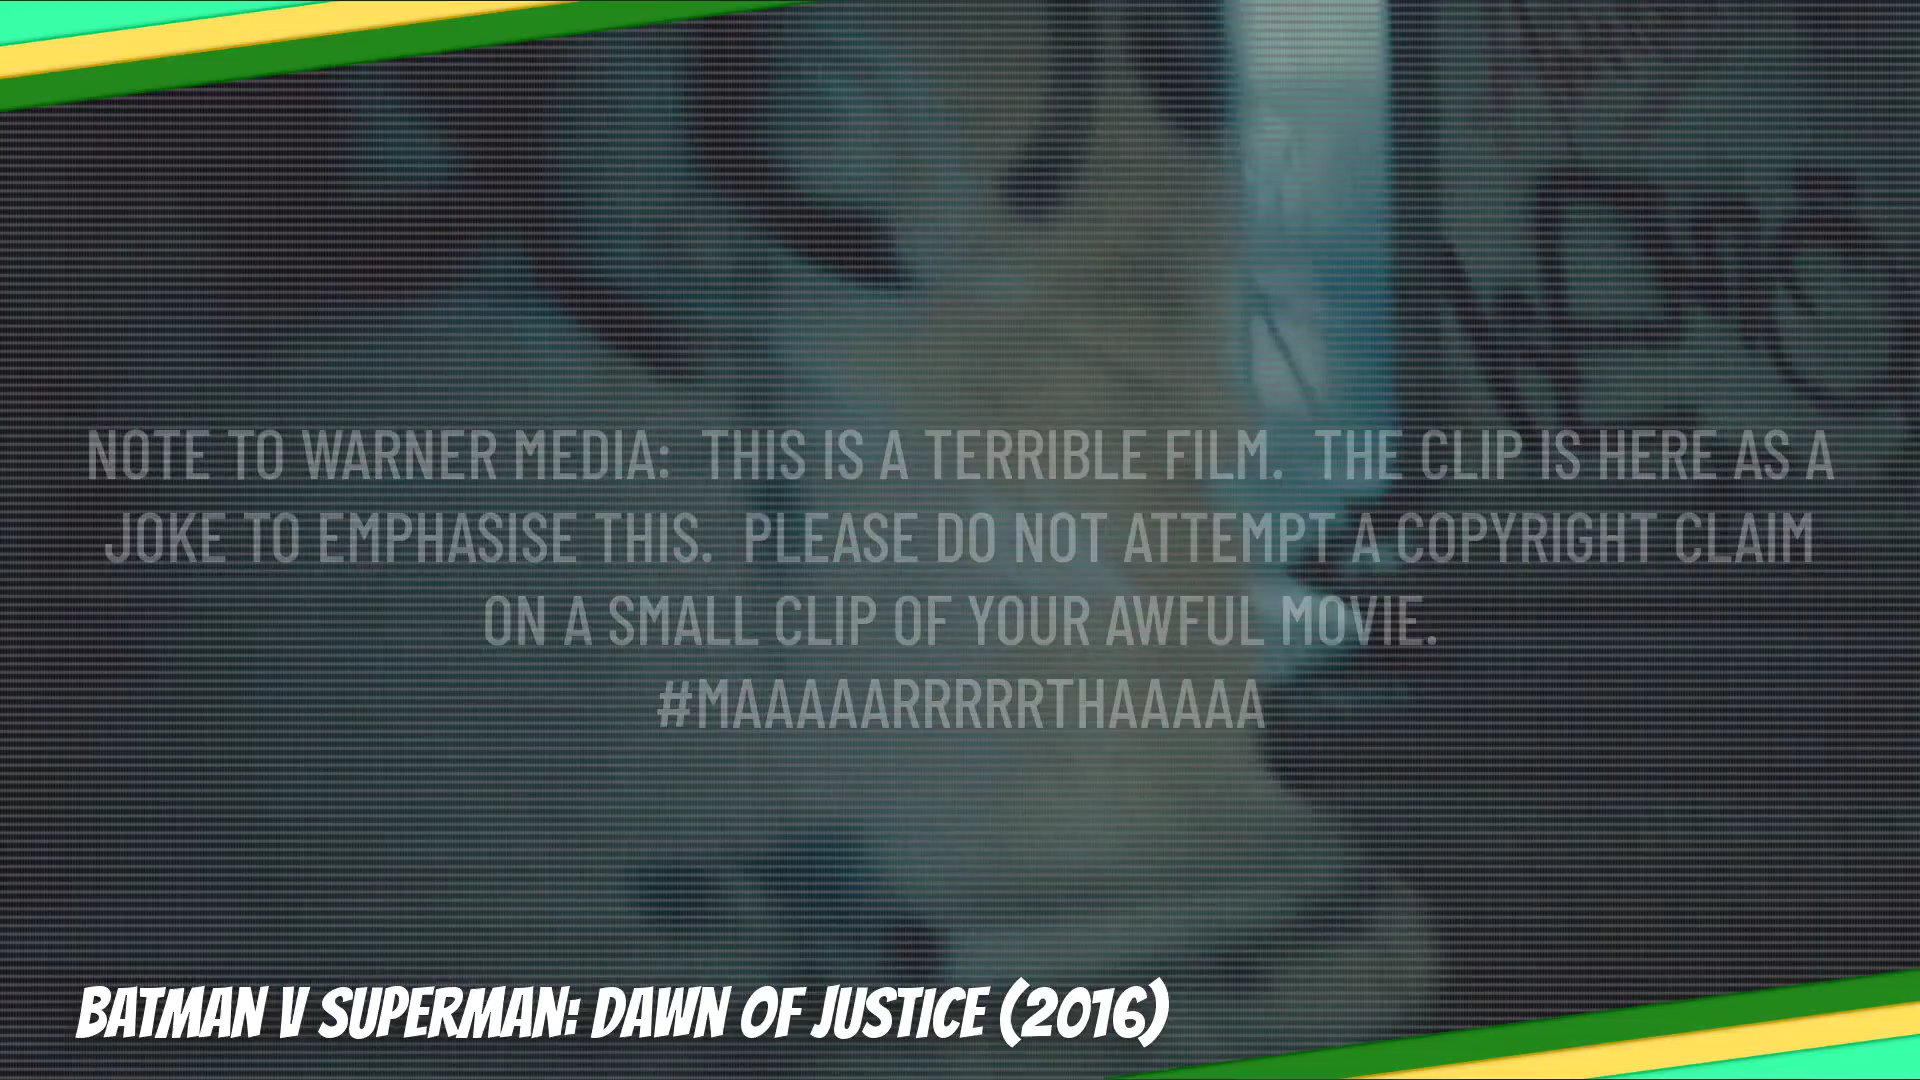 NOTE TO WARNER MEDIA:  THIS IS A TERRIBLE FILM.  THE CLIP IS HERE AS A
JOKE TO EMPHASISE THIS.  PLEASE DO NOT ATTEMPT A COPYRIGHT CLAIM
ON A SMALL CLIP OF YOUR AWFUL MOVIE.
#MAAAAARRRRRTHAAAAA
BATMAN V SUPERMAN: DAWN OF JUSTICE (2016)